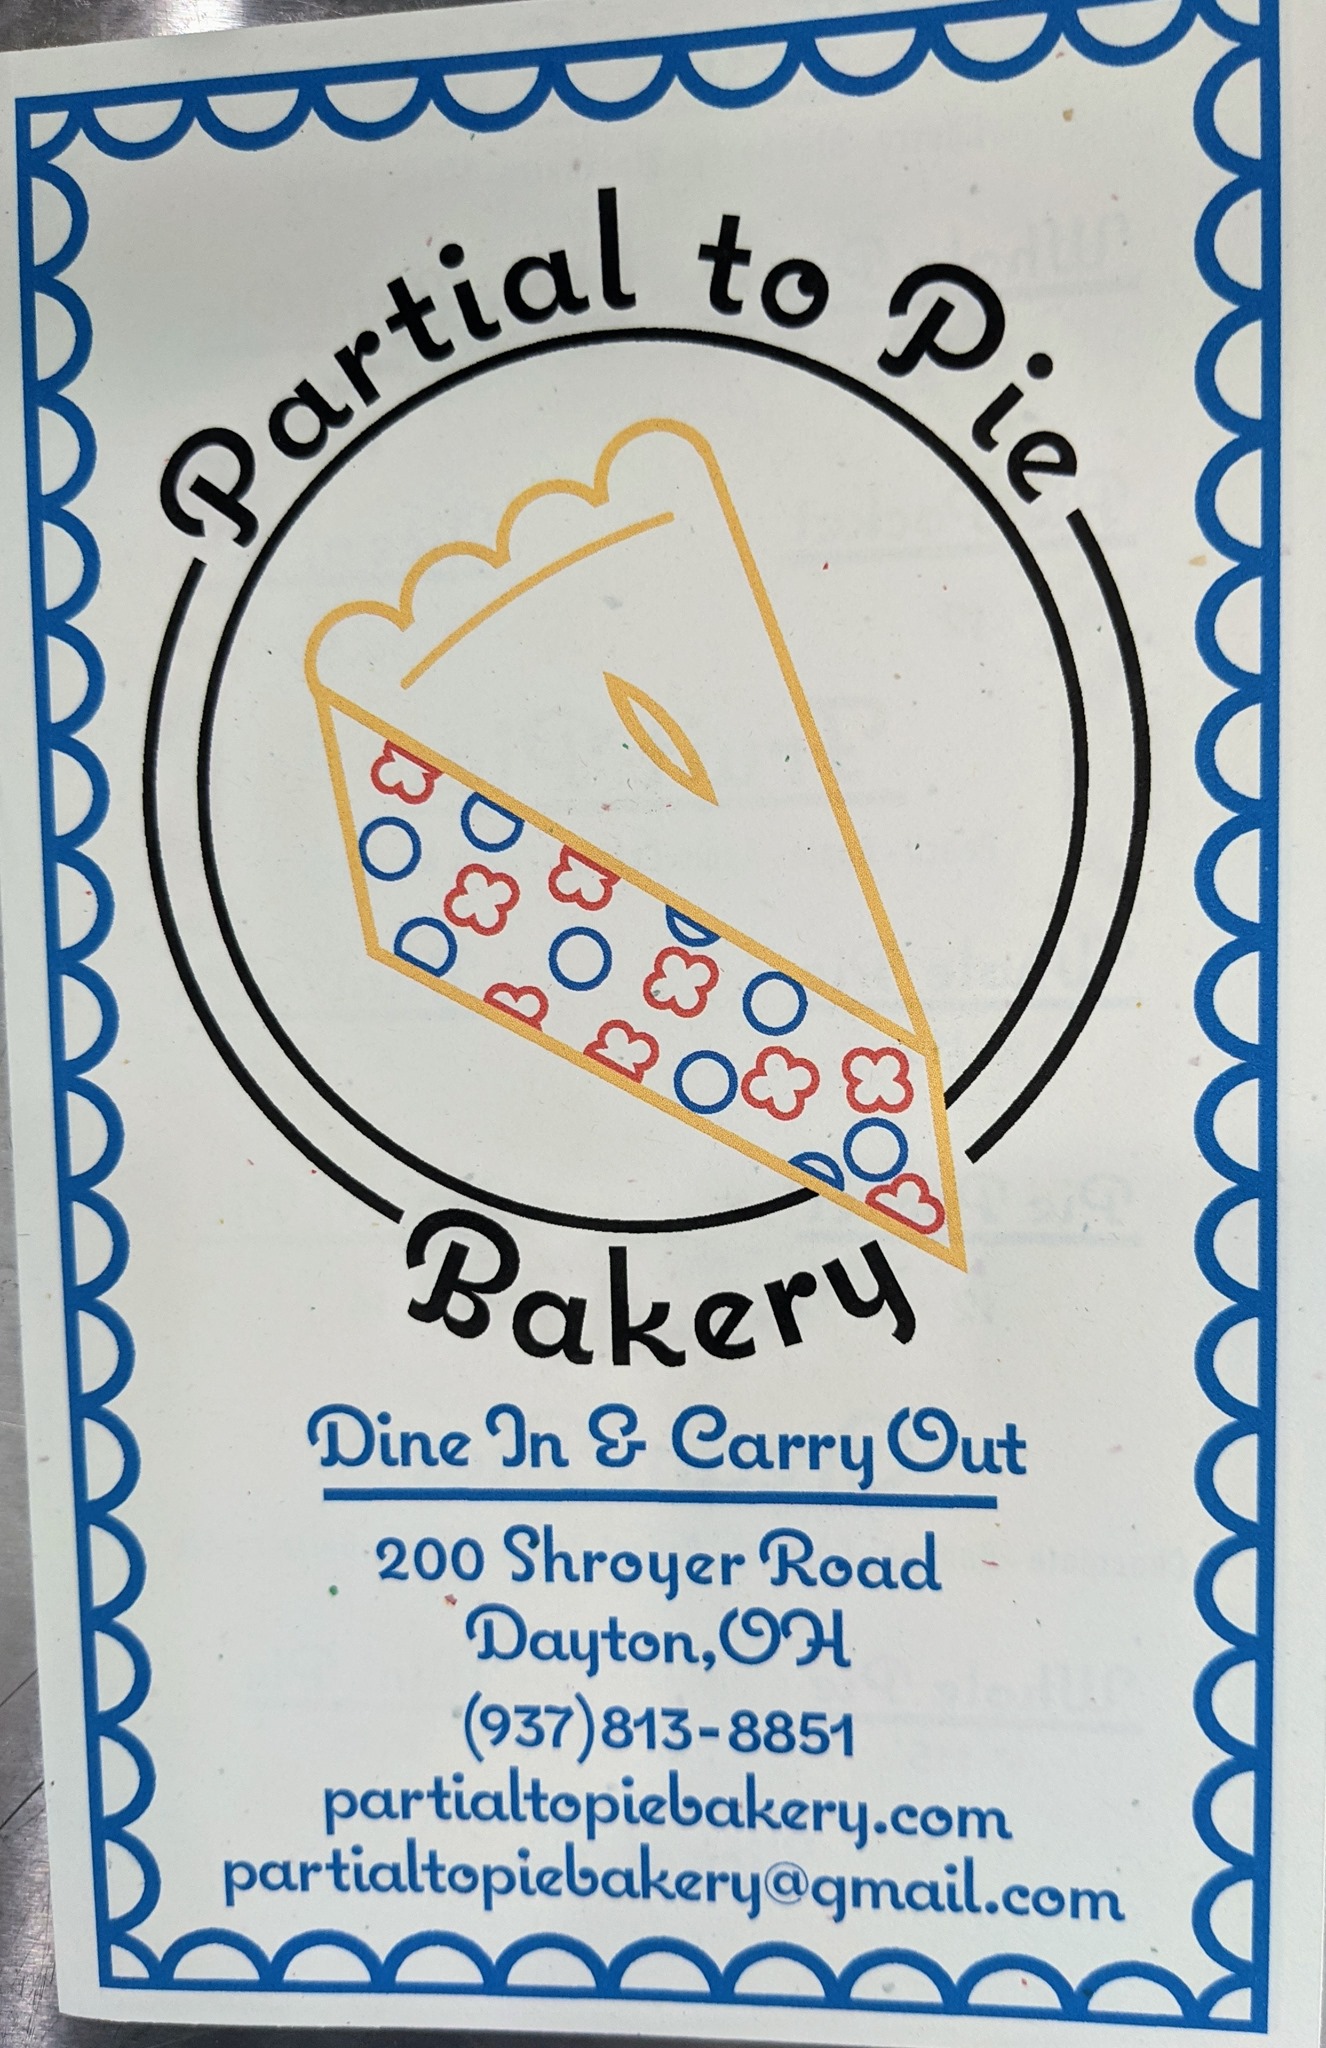 Partial to Pie
Bakery
Dine In & Carry Out
200 Shroyer Road
Dayton, OH
(937)813-8851
partialtopiebakery.com
partialtopiebakery@gmail.com